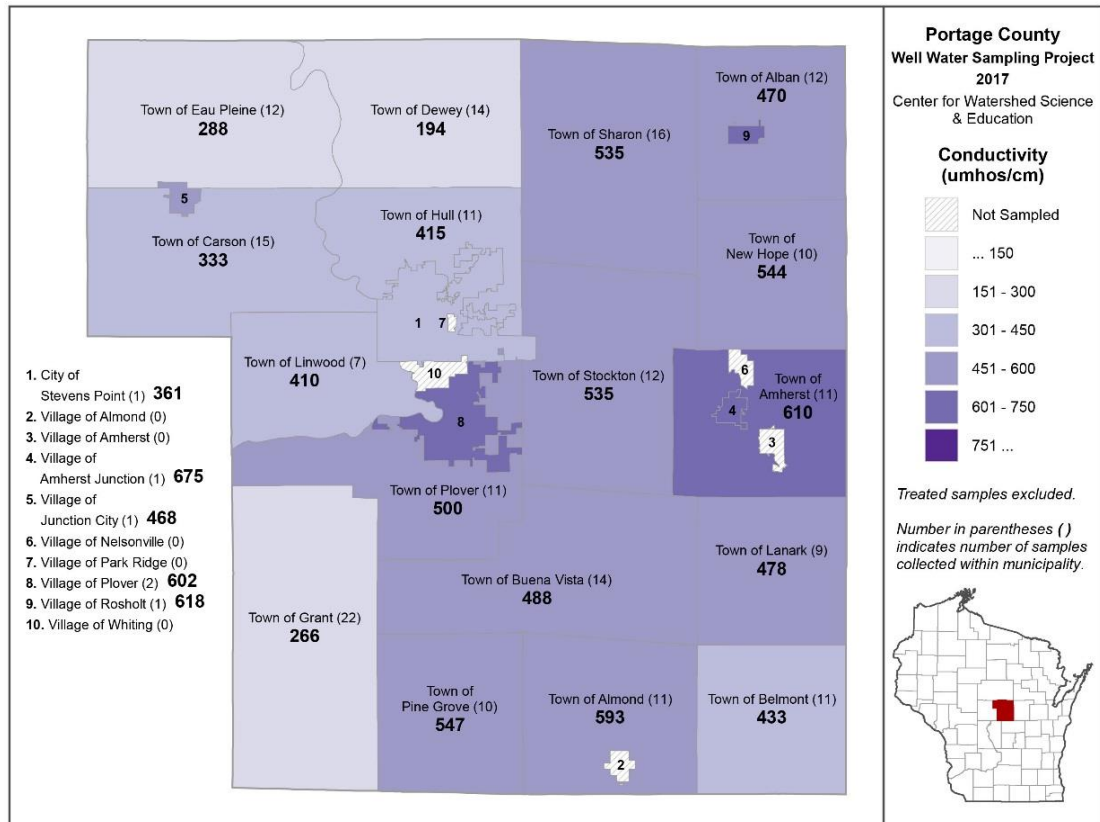 Portage County
Well Water Sampling Project
2017
Center for Watershed Science
& Education
Conductivity
(umhos/cm)
Not Sampled
... 150
151 - 300
301 - 450
451 - 600
601 - 750
751 ...
Treated samples excluded.
Number in parentheses ( )
indicates number of samples
collected within municipality.
Town of Eau Pleine (12)
288
Town of Dewey (14)
194
Town of Sharon (16)
535
Town of Alban (12)
470
9
5
Town of Carson (15)
333
Town of Hull (11)
415
Town of
New Hope (10)
544
1
7
Town of Linwood (7)
410
10
8
Town of Stockton (12)
535
6
4
Town of
Amherst (11)
610
3
Town of Plover (11)
500
Town of Lanark (9)
478
Town of Buena Vista (14)
488
Town of Grant (22)
266
Town of
Pine Grove (10)
547
Town of Almond (11)
593
2
Town of Belmont (11)
433
1. City of
Stevens Point (1) 361
2. Village of Almond (0)
3. Village of Amherst (0)
4. Village of
Amherst Junction (1) 675
5. Village of
Junction City (1) 468
6. Village of Nelsonville (0)
7. Village of Park Ridge (0)
8. Village of Plover (2) 602
9. Village of Rosholt (1) 618
10. Village of Whiting (0)